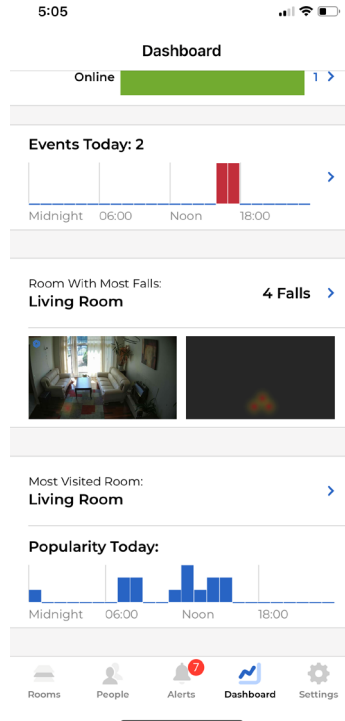 5:05
Dashboard
Online 1
Events Today: 2
Midnight 06:00 Noon 18:00
Room With Most Falls:
Living Room
4 Falls
Most Visited Room:
Living Room
Popularity Today:
Midnight 06:00 Noon 18:00
7
Rooms People Alerts Dashboard Settings